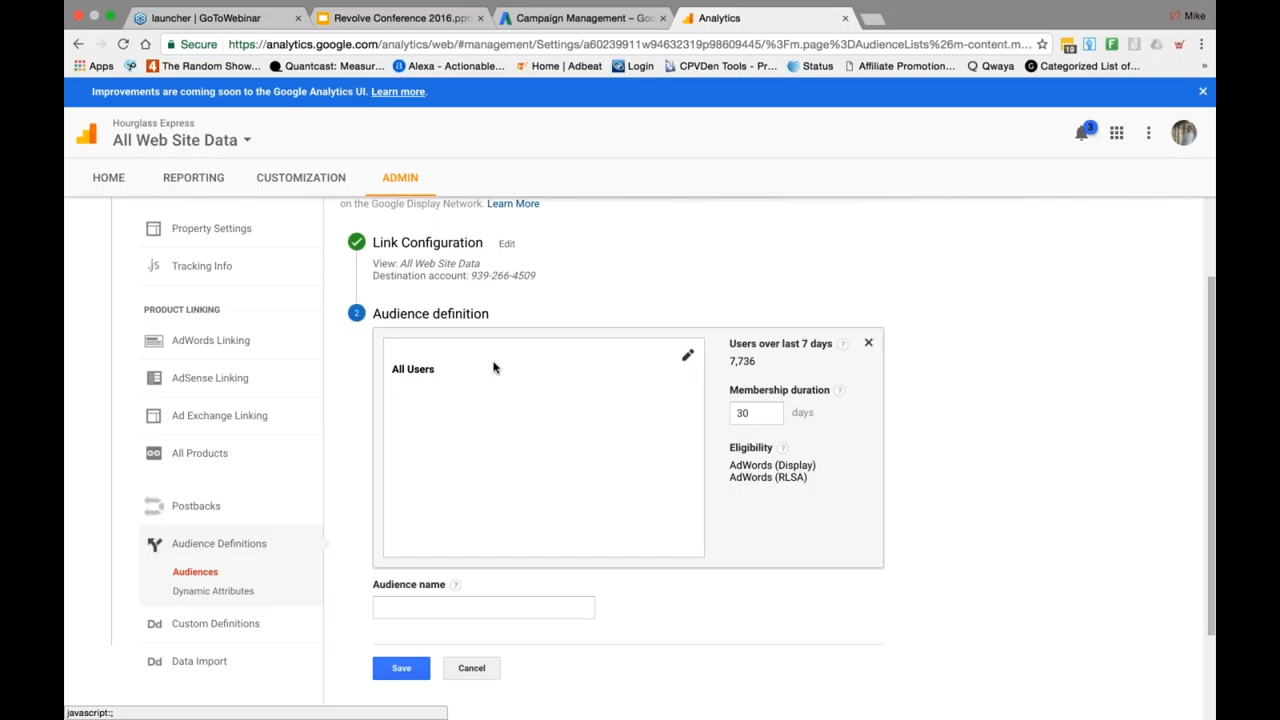 launcher | GoToWebinar
Revolve Conference 2016.ppt
Campaign Management – Goo
Analytics
Mike
Secure
https://analytics.google.com/analytics/web/#management/Settings/a60239911w94632319p98609445/%3Fm.page%3DAudienceLists%26m-content.m...
19
Apps
The Random Show...
Quantcast: Measur...
Alexa - Actionable...
Home | Adbeat
Login
CPVDen Tools - Pr...
Status
Affiliate Promotion...
Qwaya
Categorized List of...
»
Improvements are coming soon to the Google Analytics UI. Learn more.
Hourglass Express
All Web Site Data
3
HOME
REPORTING
CUSTOMIZATION
ADMIN
on the Google Display Network. Learn More
Property Settings
.js Tracking Info
PRODUCT LINKING
AdWords Linking
AdSense Linking
Ad Exchange Linking
All Products
Postbacks
Audience Definitions
Audiences
Dynamic Attributes
Dd Custom Definitions
Dd Data Import
Link Configuration Edit
View: All Web Site Data
Destination account: 939-266-4509
2 Audience definition
All Users
Users over last 7 days ?
7,736
Membership duration ?
30 days
Eligibility ?
AdWords (Display)
AdWords (RLSA)
Audience name ?
Save
Cancel
javascript:;